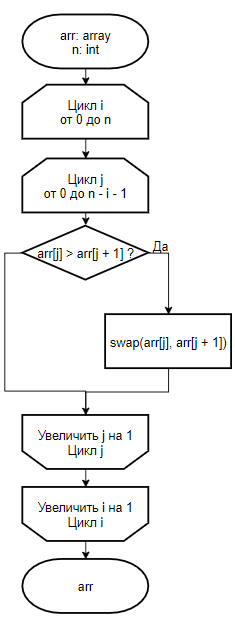 arr: array
n: int
Цикл i
от 0 до n
Цикл j
от 0 до n - i - 1
arr[j] > arr[j + 1] ?
Да
swap(arr[j], arr[j + 1])
Увеличить j на 1
Цикл j
Увеличить i на 1
Цикл i
arr